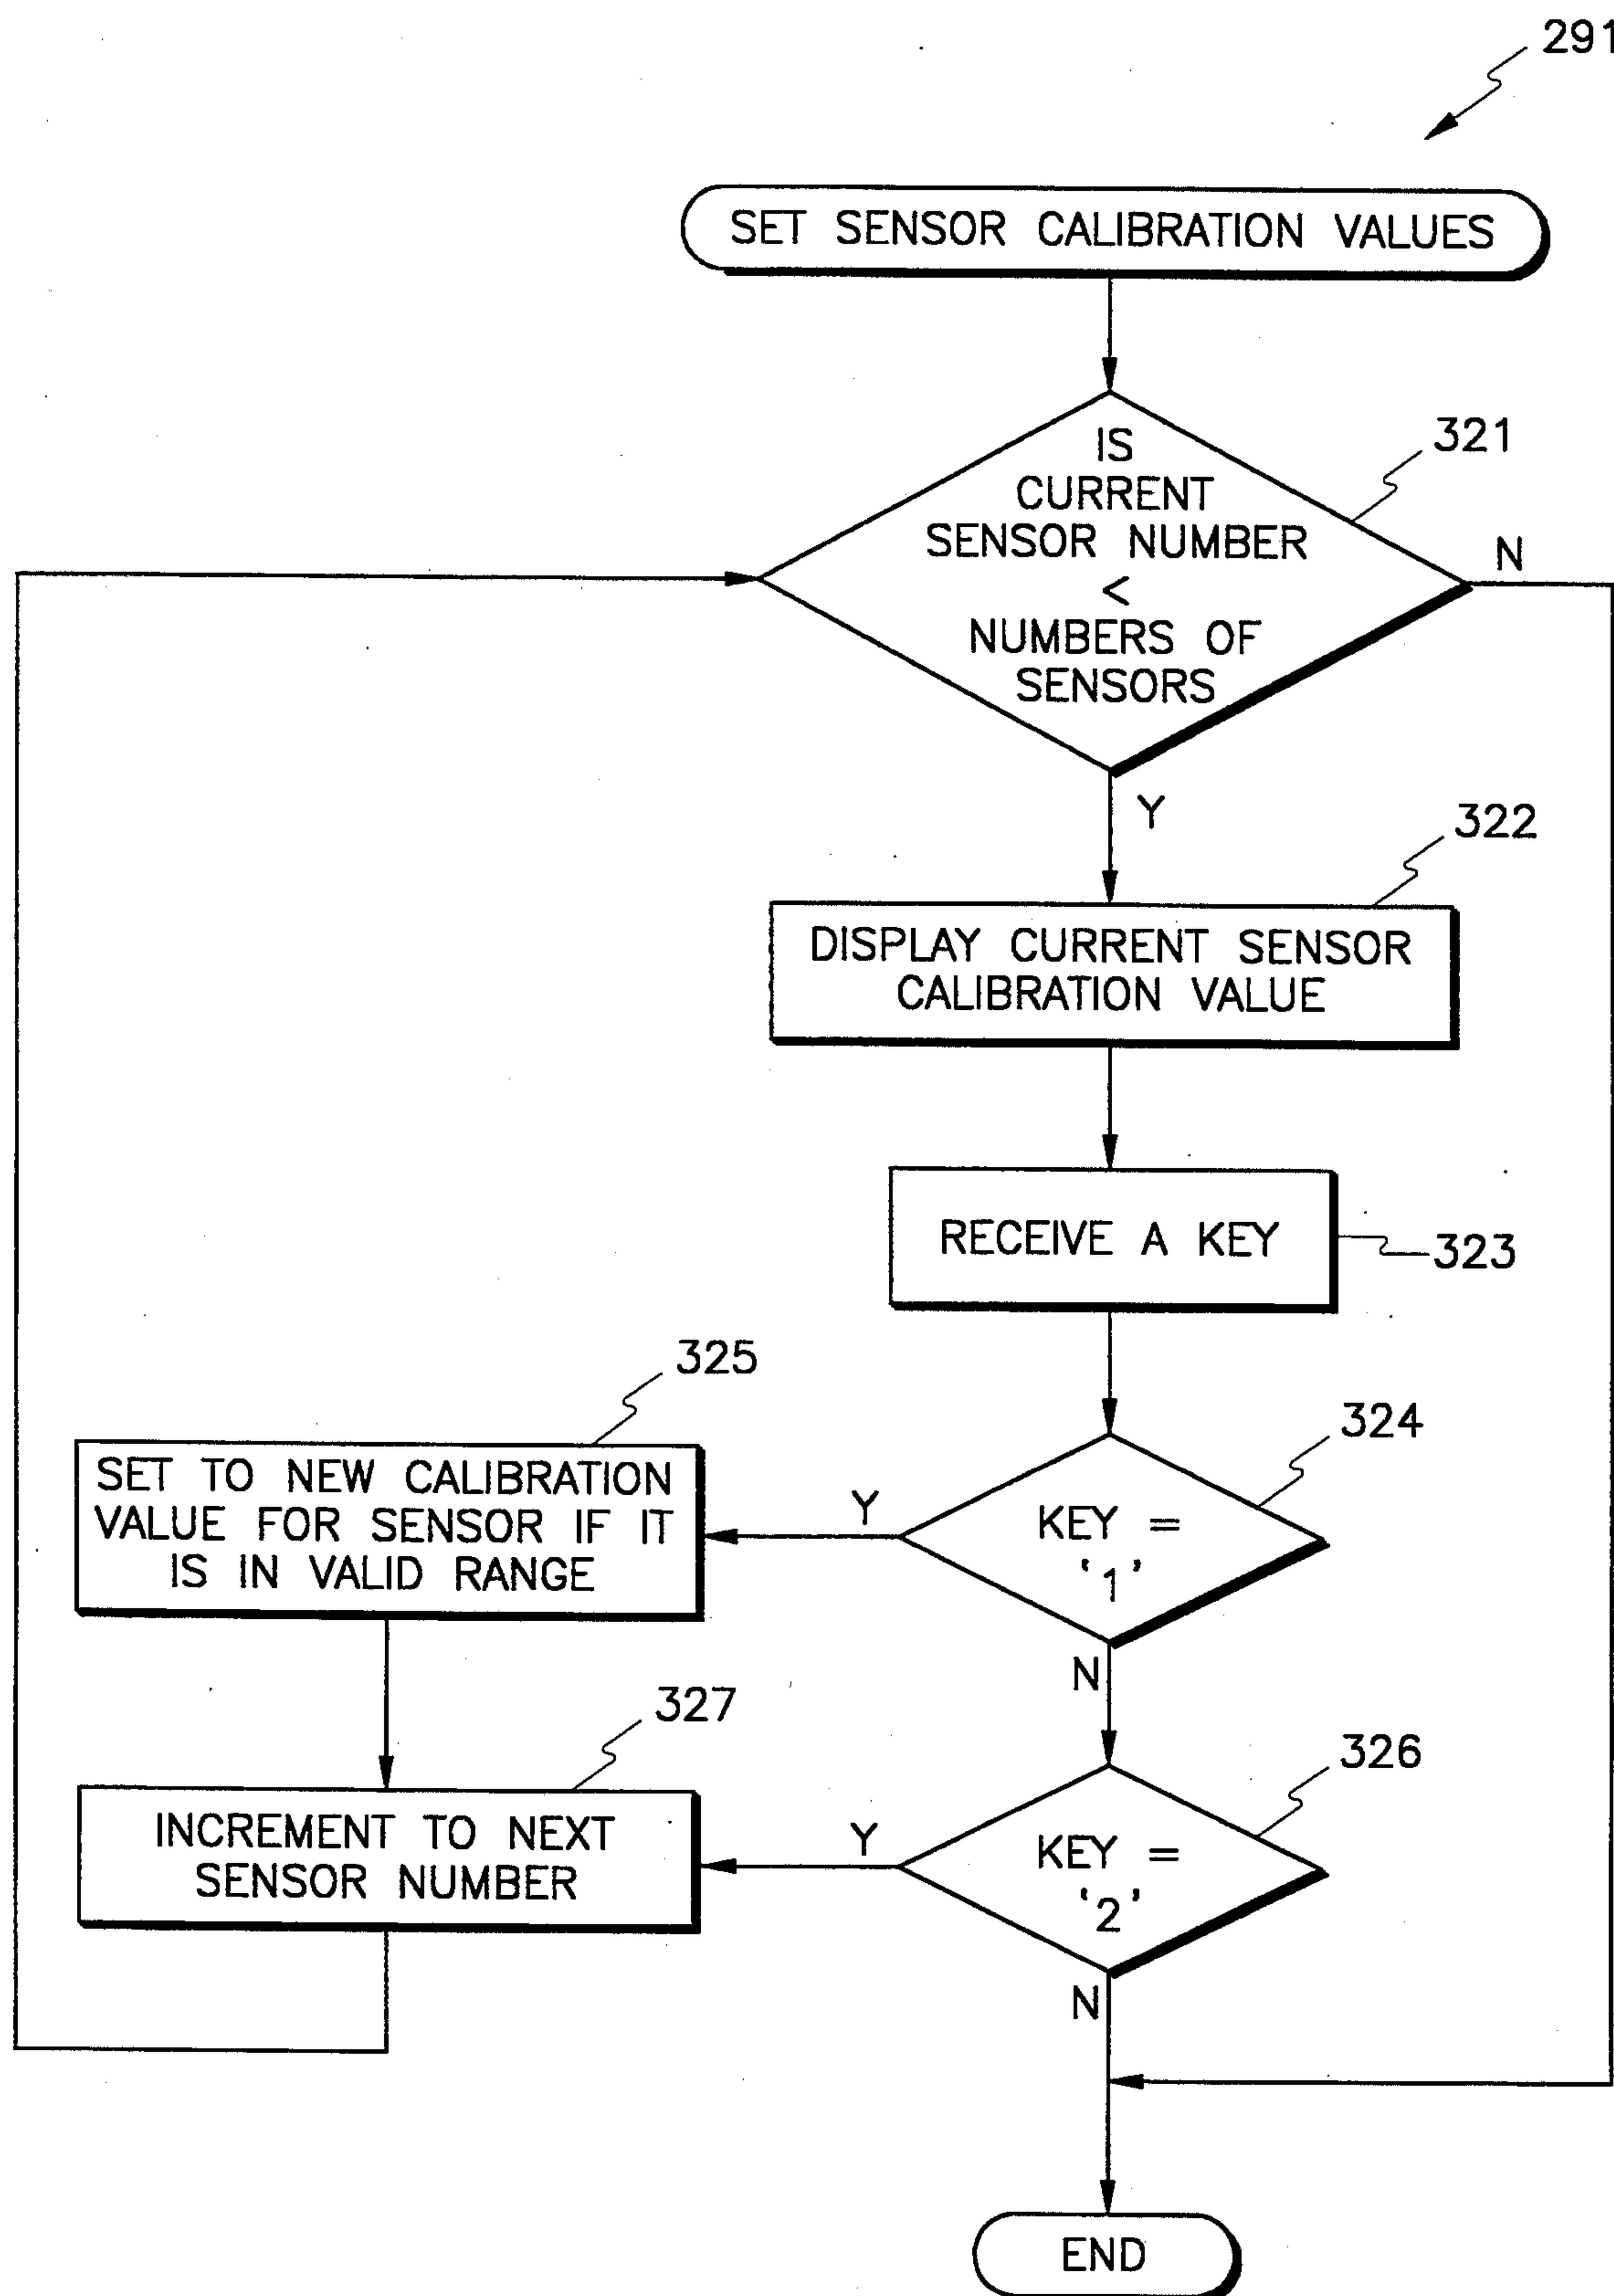 291
SET SENSOR CALIBRATION VALUES
IS
CURRENT
SENSOR NUMBER
<
NUMBERS OF
SENSORS
321
N
Y
322
DISPLAY CURRENT SENSOR
CALIBRATION VALUE
RECEIVE A KEY
323
325
SET TO NEW CALIBRATION
VALUE FOR SENSOR IF IT
IS IN VALID RANGE
Y
324
KEY =
'1'
N
327
INCREMENT TO NEXT
SENSOR NUMBER
Y
326
KEY =
'2'
N
END